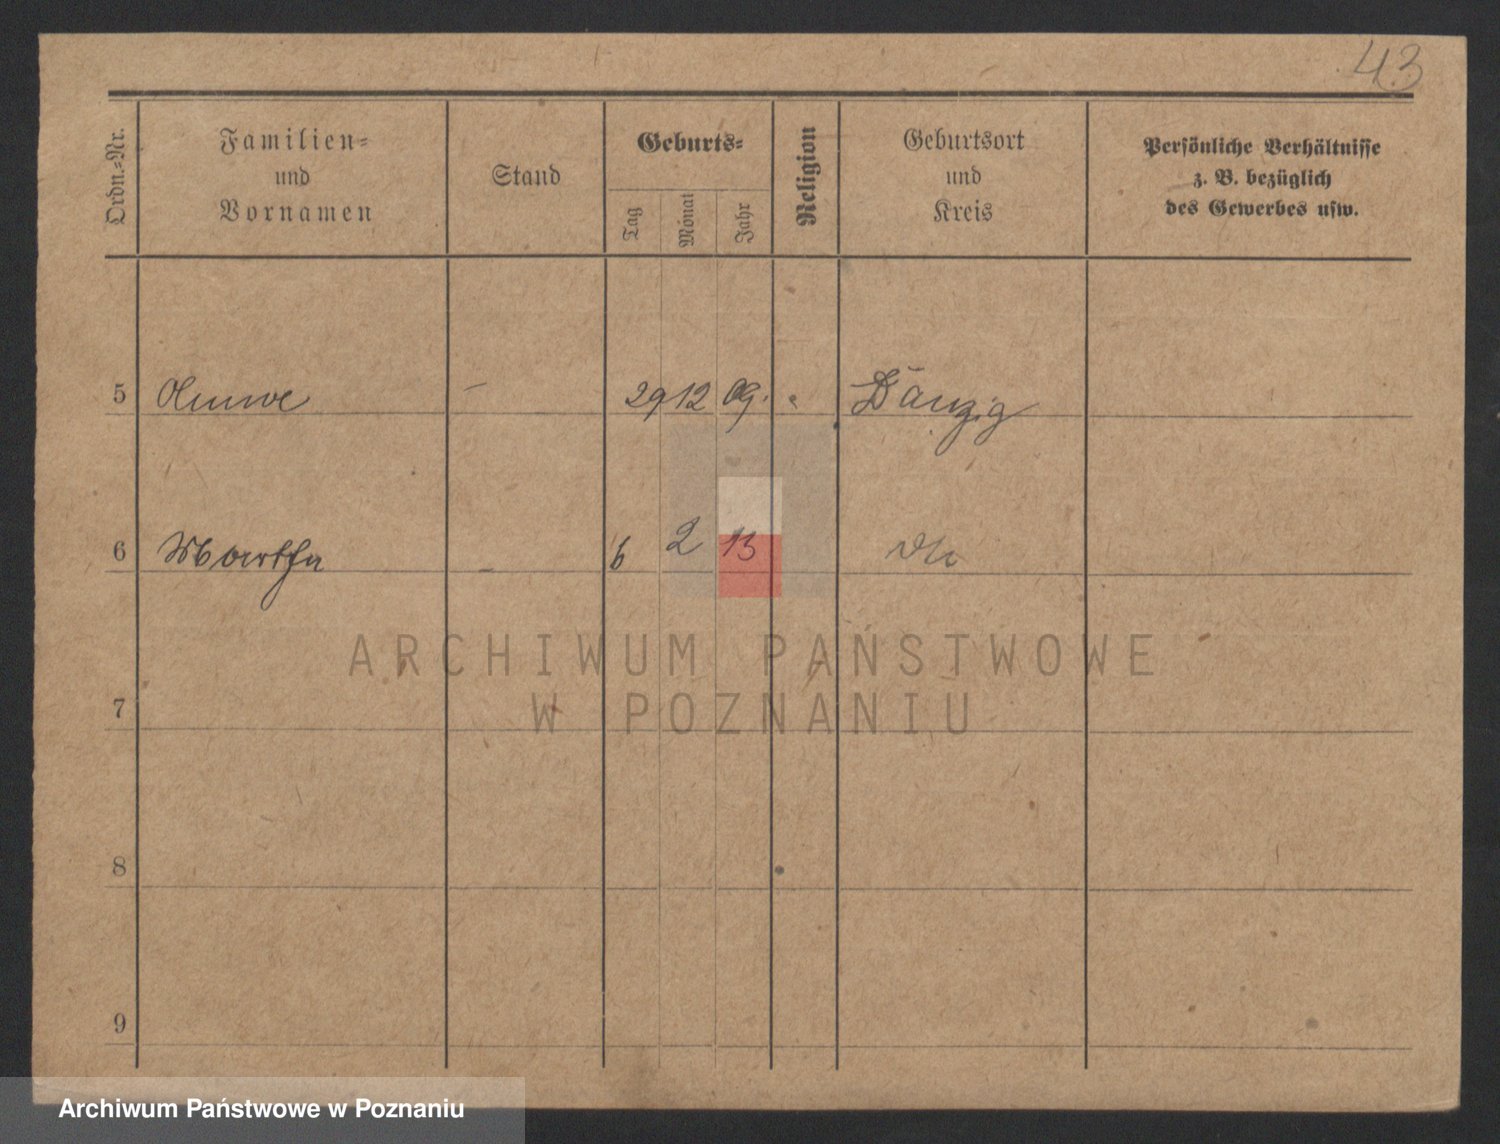 43
Ordn.-Nr.
Familien-
und
Vornamen
Stand
Geburts-
Tag
Monat
Jahr
Religion
Geburtsort
und
Kreis
Persönliche Verhältnisse
z. B. bezüglich
des Gewerbes usw.
5 – 29 12 09. Danzig
6 Martha – 6 2 13 dto
ARCHIWUM PAŃSTWOWE
W POZNANIU
7
8
9
Archiwum Państwowe w Poznaniu